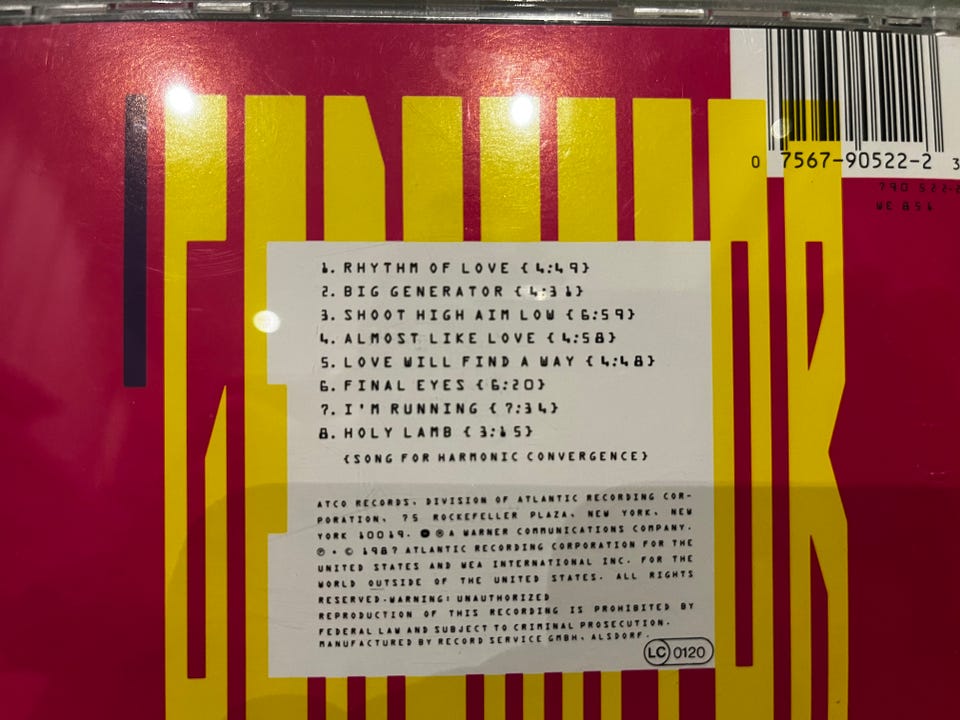 GENERATOR
0 7567-90522-2 3
1. RHYTHM OF LOVE {4:49}
2. BIG GENERATOR {4:31}
3. SHOOT HIGH AIM LOW {6:59}
4. ALMOST LIKE LOVE {4:58}
5. LOVE WILL FIND A WAY {4:48}
6. FINAL EYES {6:20}
7. I'M RUNNING {7:34}
8. HOLY LAMB {3:15}
{SONG FOR HARMONIC CONVERGENCE}
ATCO RECORDS, DIVISION OF ATLANTIC RECORDING COR-
PORATION, 75 ROCKEFELLER PLAZA, NEW YORK, NEW
YORK 10019. ® A WARNER COMMUNICATIONS COMPANY.
℗ • © 1987 ATLANTIC RECORDING CORPORATION FOR THE
UNITED STATES AND WEA INTERNATIONAL INC. FOR THE
WORLD OUTSIDE OF THE UNITED STATES. ALL RIGHTS
RESERVED.WARNING: UNAUTHORIZED
REPRODUCTION OF THIS RECORDING IS PROHIBITED BY
FEDERAL LAW AND SUBJECT TO CRIMINAL PROSECUTION.
MANUFACTURED BY RECORD SERVICE GMBH, ALSDORF.
LC 0120